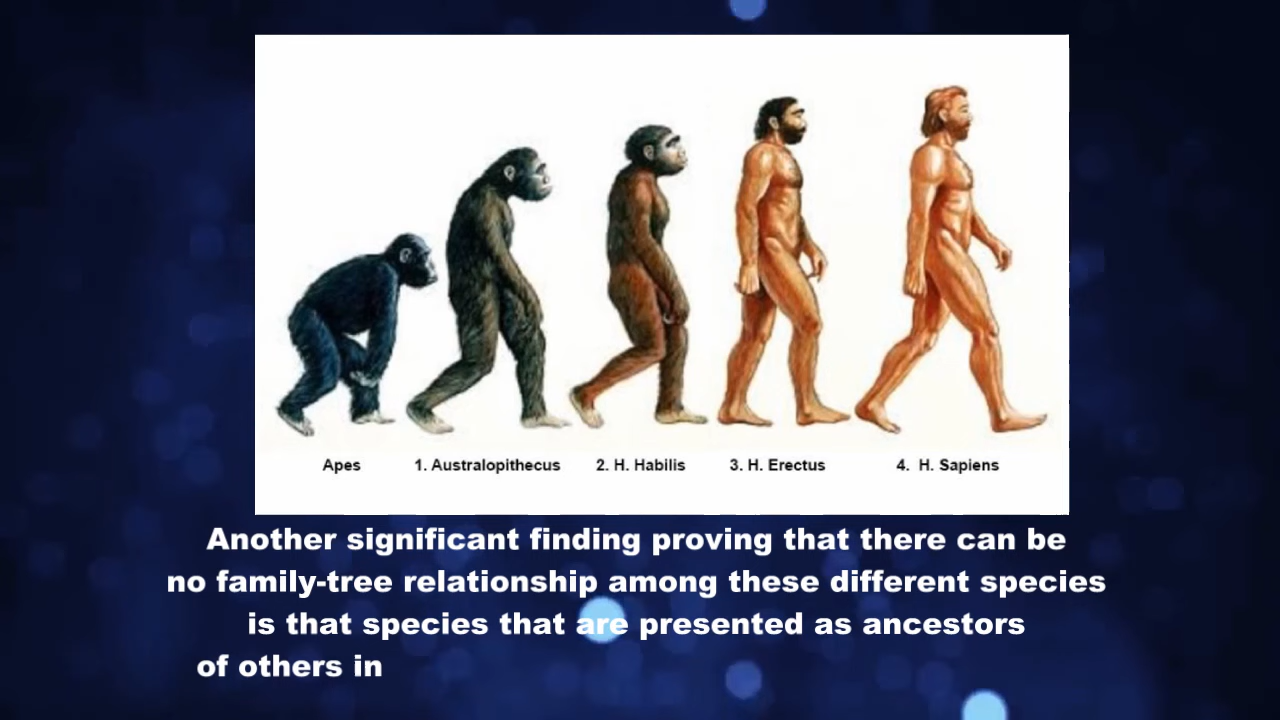 Apes 1. Australopithecus 2. H. Habilis 3. H. Erectus 4. H. Sapiens
Another significant finding proving that there can be
no family-tree relationship among these different species
is that species that are presented as ancestors
of others in